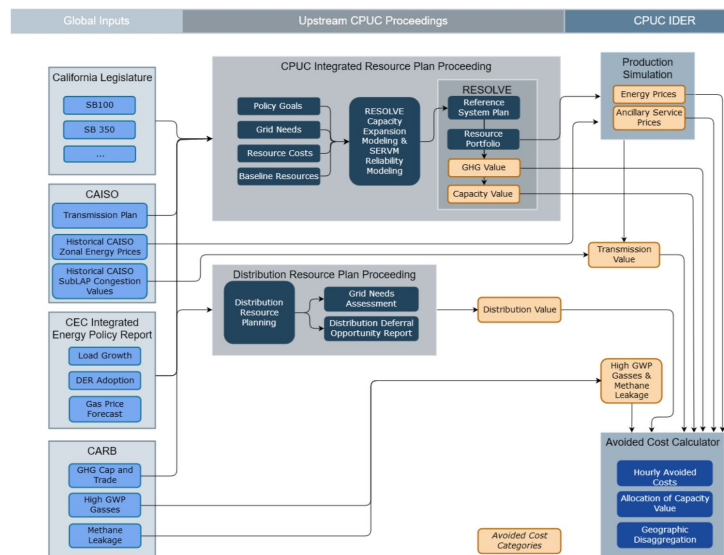 Global Inputs
Upstream CPUC Proceedings
CPUC IDER
California Legislature
SB100
SB 350
...
CAISO
Transmission Plan
Historical CAISO
Zonal Energy Prices
Historical CAISO
SubLAP Congestion
Values
CEC Integrated
Energy Policy Report
Load Growth
DER Adoption
Gas Price
Forecast
CARB
GHG Cap and
Trade
High GWP
Gasses
Methane
Leakage
CPUC Integrated Resource Plan Proceeding
Policy Goals
Grid Needs
Resource Costs
Baseline Resources
RESOLVE
Capacity
Expansion
Modeling &
SERVM
Reliability
Modeling
RESOLVE
Reference
System Plan
Resource
Portfolio
GHG Value
Capacity Value
Distribution Resource Plan Proceeding
Distribution
Resource
Planning
Grid Needs
Assessment
Distribution Deferral
Opportunity Report
Distribution Value
Production
Simulation
Energy Prices
Ancillary Service
Prices
Transmission
Value
High GWP
Gasses &
Methane
Leakage
Avoided Cost Calculator
Hourly Avoided
Costs
Allocation of Capacity
Value
Geographic
Disaggregation
Avoided Cost
Categories